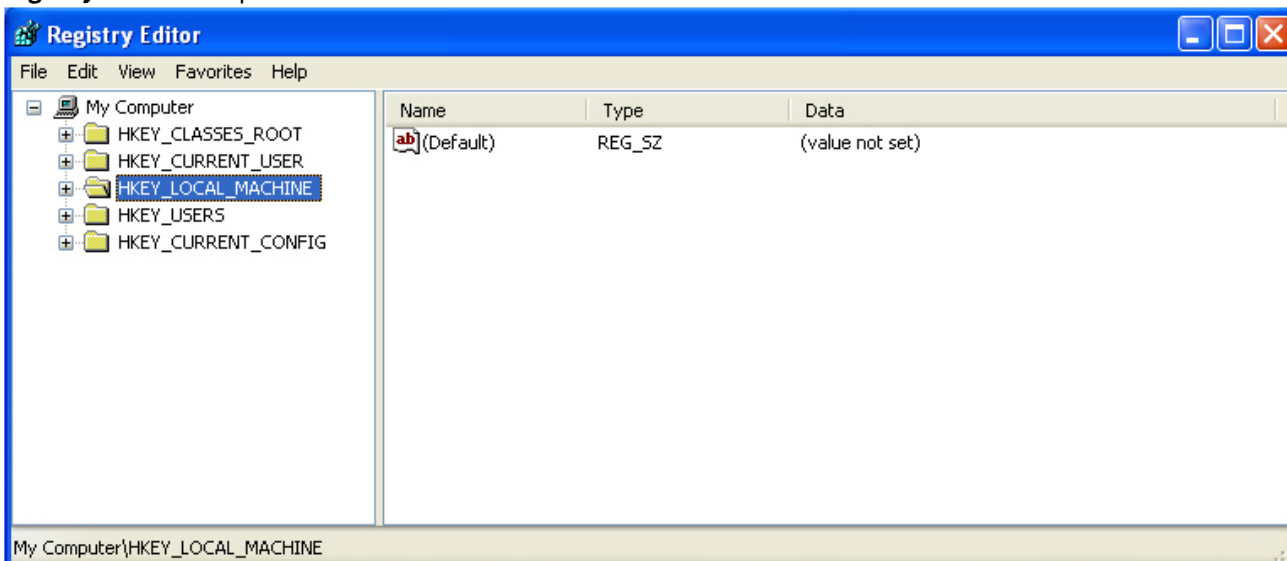 Registry Editor
File Edit View Favorites Help
My Computer
HKEY_CLASSES_ROOT
HKEY_CURRENT_USER
HKEY_LOCAL_MACHINE
HKEY_USERS
HKEY_CURRENT_CONFIG
Name Type Data
ab (Default) REG_SZ (value not set)
My Computer\HKEY_LOCAL_MACHINE